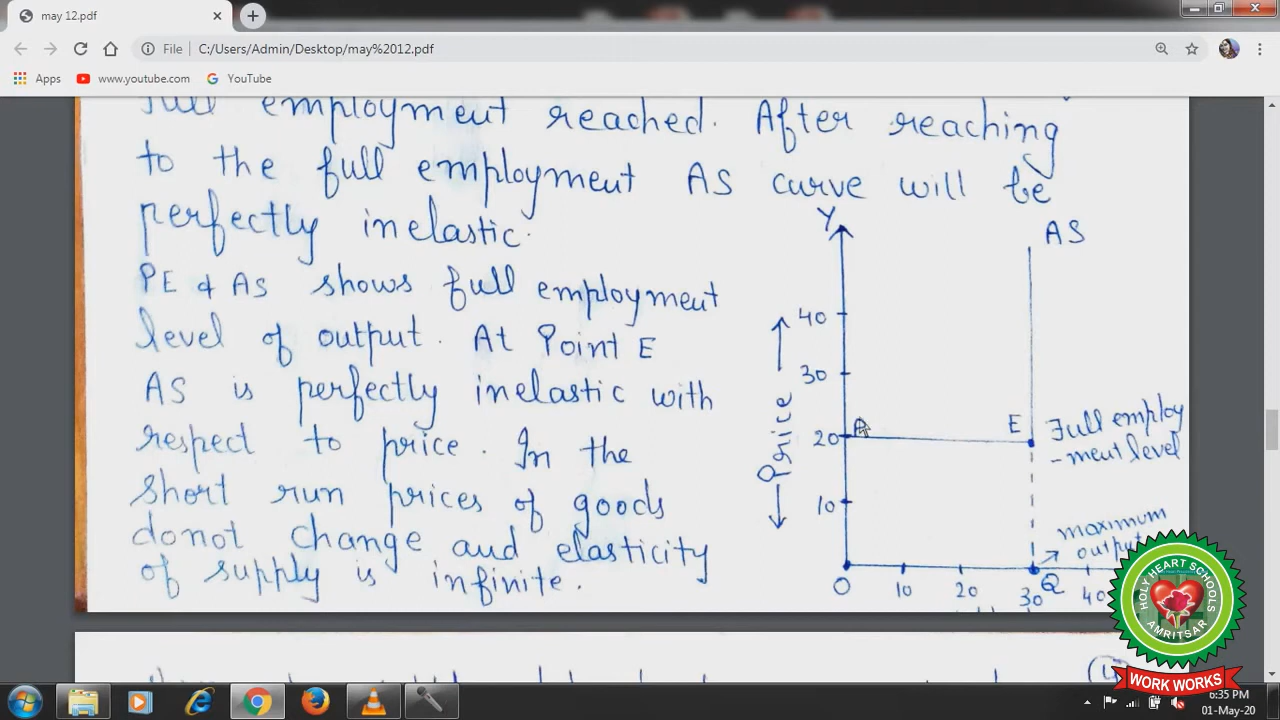 may 12.pdf
File C:/Users/Admin/Desktop/may%2012.pdf
Apps www.youtube.com YouTube
Full employment reached. After reaching
to the full employment AS curve will be
perfectly inelastic.
PE & AS shows full employment
level of output. At Point E
AS is perfectly inelastic with
respect to price. In the
short run prices of goods
donot change and elasticity
of supply is infinite.
Y
AS
40
30
20 A
E Full employ
-ment level
10
Price
maximum
output
O 10 20 30 Q 40
HOLY HEART SCHOOLS
AMRITSAR
WORK WORKS
6:35 PM
01-May-20